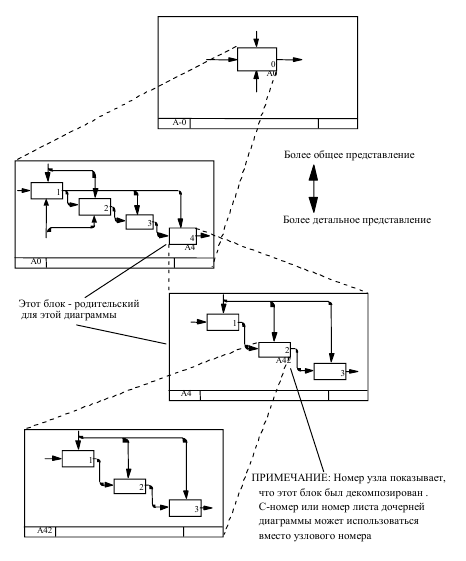 0
A0
A-0
Более общее представление
Более детальное представление
1
2
3
4
A4
A0
Этот блок - родительский
для этой диаграммы
1
2
A42
3
A4
1
2
3
A42
ПРИМЕЧАНИЕ: Номер узла показывает,
что этот блок был декомпозирован .
С-номер или номер листа дочерней
диаграммы может использоваться
вместо узлового номера